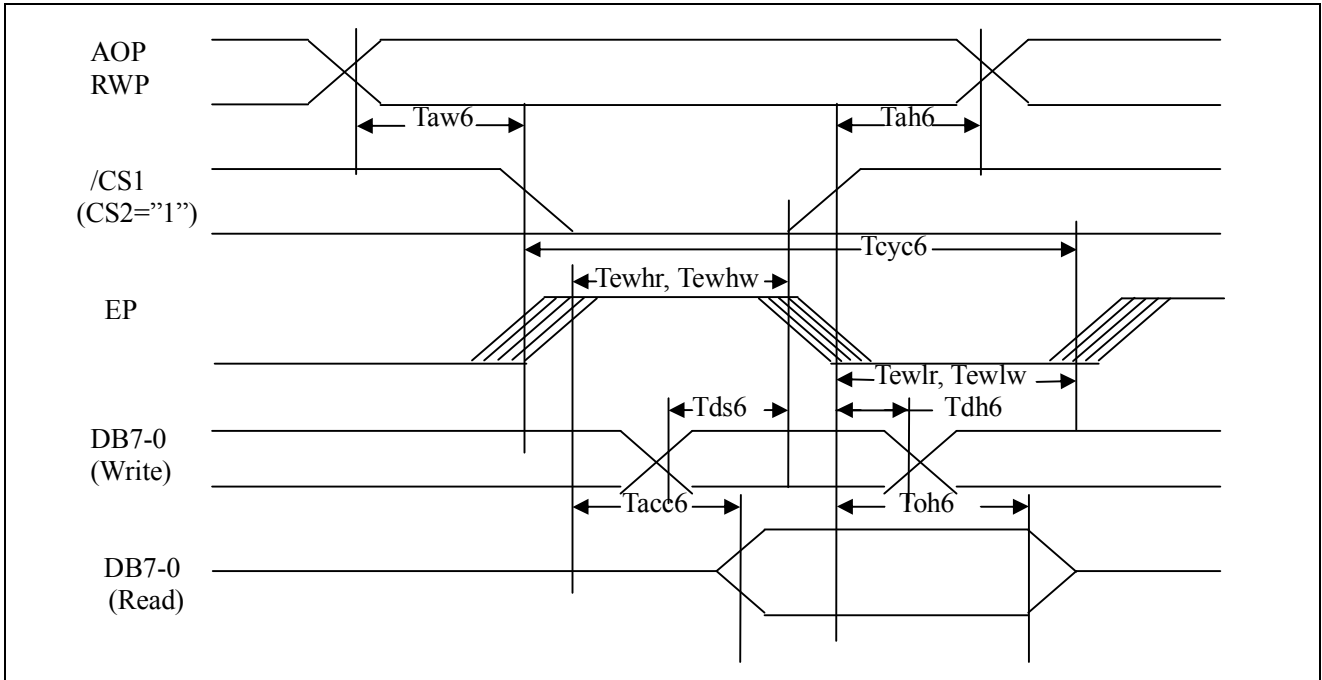 AOP
RWP
Taw6
Tah6
/CS1
(CS2=”1”)
Tcyc6
Tewhr, Tewhw
EP
Tewlr, Tewlw
Tds6
Tdh6
DB7-0
(Write)
Tacc6
Toh6
DB7-0
(Read)